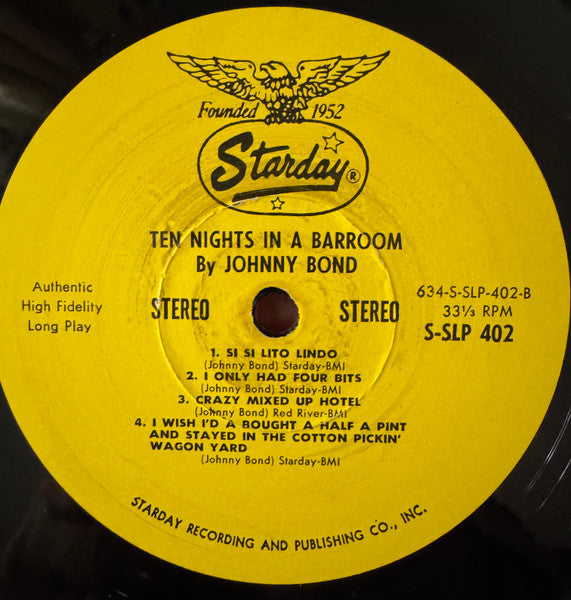 Founded 1952
Starday®
TEN NIGHTS IN A BARROOM
By JOHNNY BOND
Authentic
High Fidelity
Long Play
STEREO
STEREO
634-S-SLP-402-B
33⅓ RPM
S-SLP 402
1. SI SI LITO LINDO
(Johnny Bond) Starday-BMI
2. I ONLY HAD FOUR BITS
(Johnny Bond) Starday-BMI
3. CRAZY MIXED UP HOTEL
(Johnny Bond) Red River-BMI
4. I WISH I'D A BOUGHT A HALF A PINT
AND STAYED IN THE COTTON PICKIN'
WAGON YARD
(Johnny Bond) Starday-BMI
STARDAY RECORDING AND PUBLISHING CO., INC.